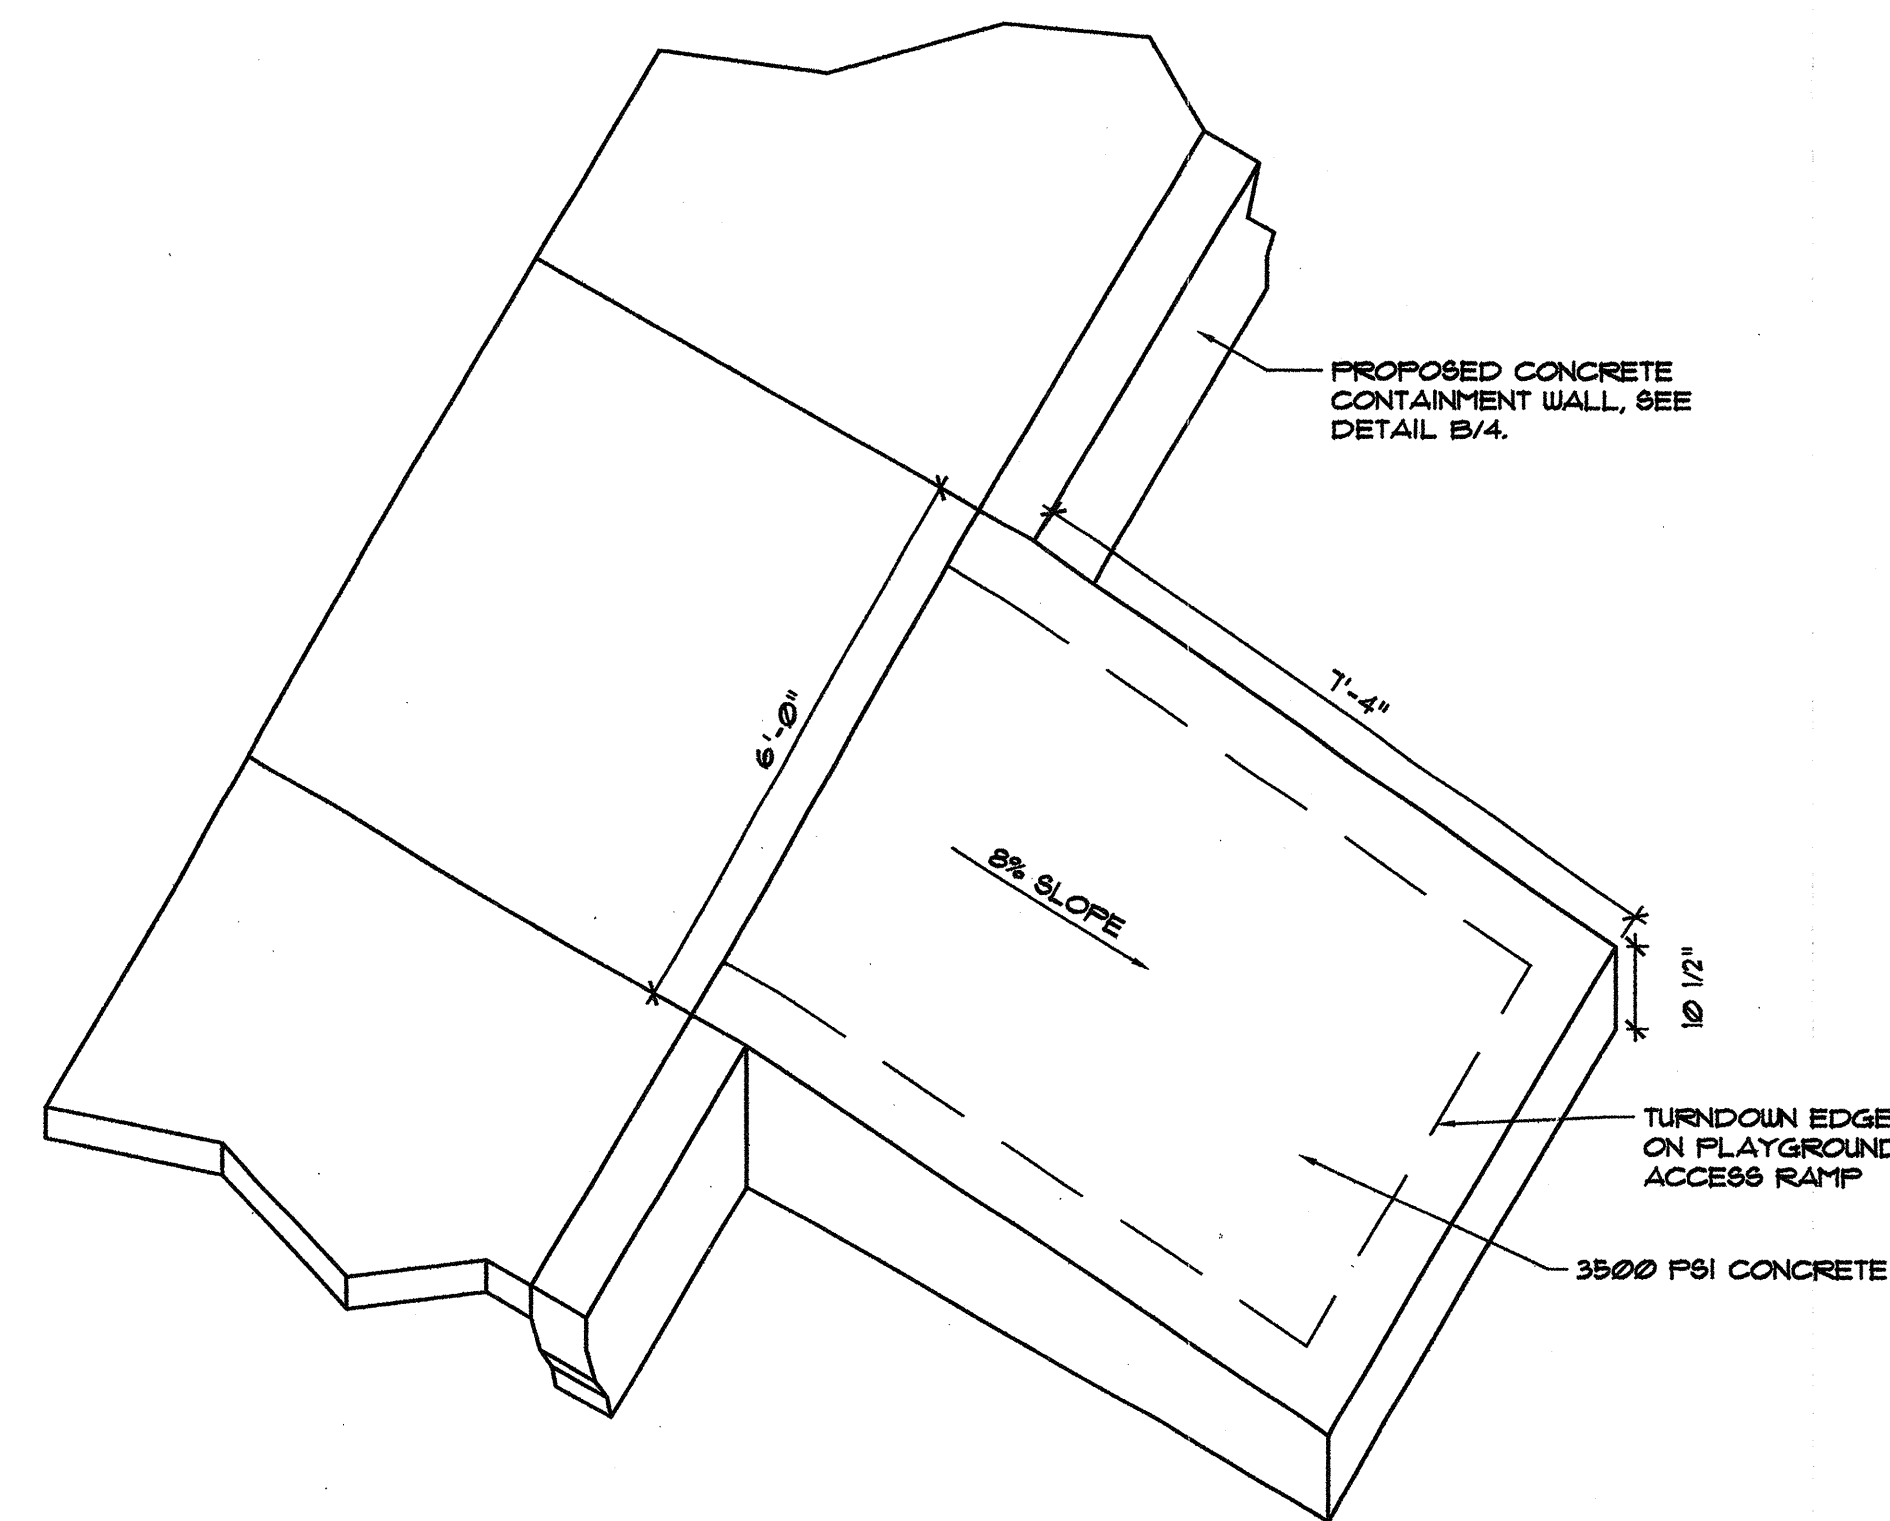 PROPOSED CONCRETE
CONTAINMENT WALL, SEE
DETAIL B/4.
7'-4"
6'-0"
8% SLOPE
10 1/2"
TURNDOWN EDGE
ON PLAYGROUND
ACCESS RAMP
3500 PSI CONCRETE